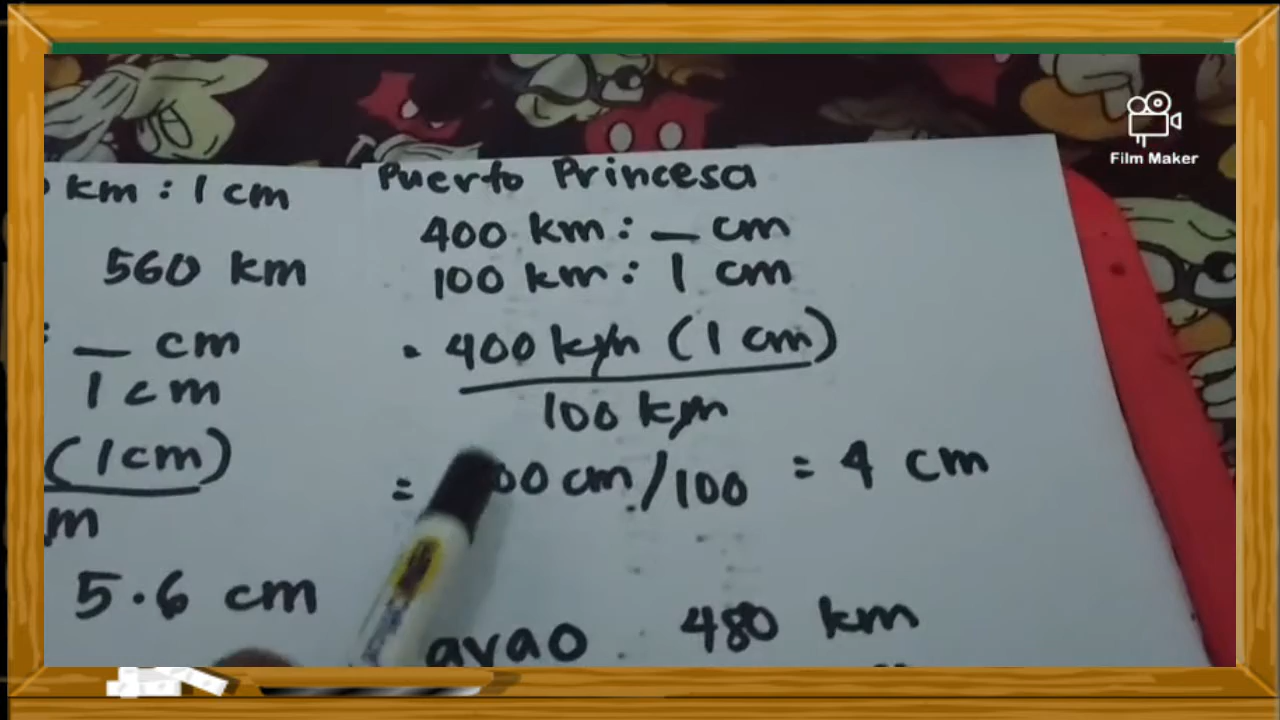 Film Maker
km : 1 cm
560 km
: _ cm
1 cm
(1cm)
m
5.6 cm
Puerto Princesa
400 km : _ cm
100 km : 1 cm
400 km (1 cm)
100 km
= 00 cm / 100 = 4 cm
avao 480 km